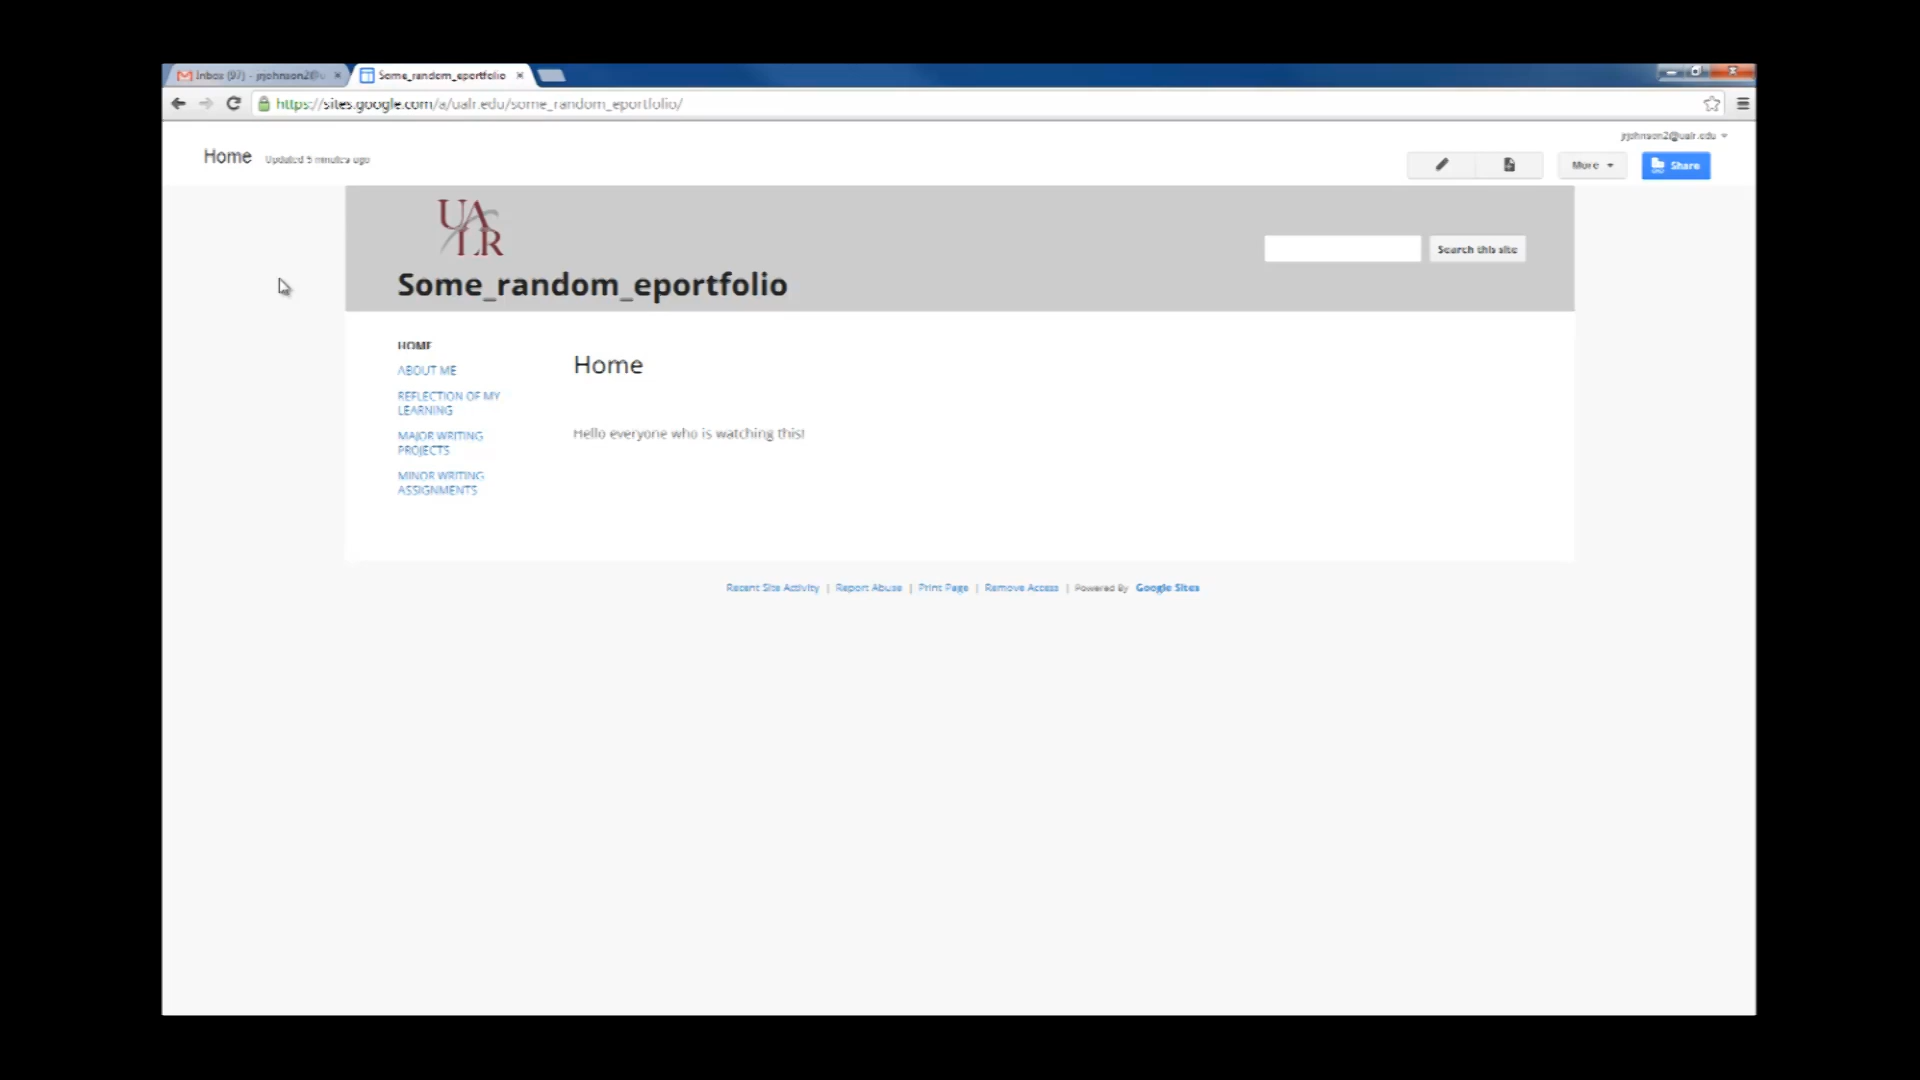 Inbox (97) - jrjohnson2@u
Some_random_eportfolio
https://sites.google.com/a/ualr.edu/some_random_eportfolio/
jrjohnson2@ualr.edu
Home Updated 5 minutes ago
More
Share
UALR
Search this site
Some_random_eportfolio
HOME
ABOUT ME
REFLECTION OF MY
LEARNING
MAJOR WRITING
PROJECTS
MINOR WRITING
ASSIGNMENTS
Home
Hello everyone who is watching this!
Recent Site Activity | Report Abuse | Print Page | Remove Access | Powered By Google Sites